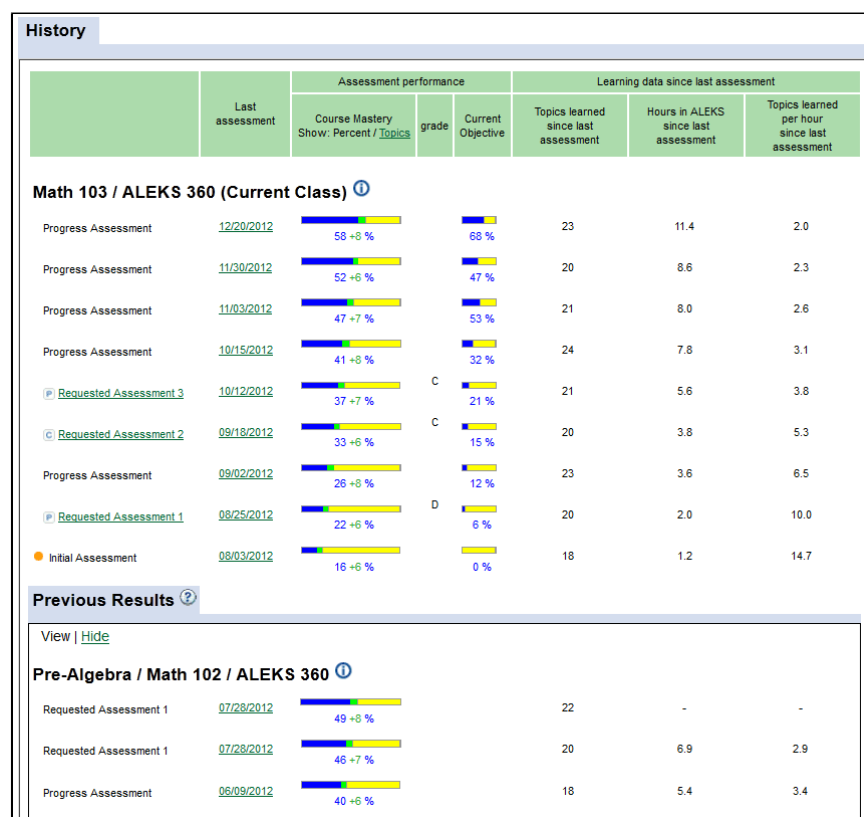 History
Assessment performance
Learning data since last assessment
Last assessment
Course Mastery
Show: Percent / Topics
grade
Current Objective
Topics learned since last assessment
Hours in ALEKS since last assessment
Topics learned per hour since last assessment
Math 103 / ALEKS 360 (Current Class)
Progress Assessment 12/20/2012 58 +8 % 68 % 23 11.4 2.0
Progress Assessment 11/30/2012 52 +6 % 47 % 20 8.6 2.3
Progress Assessment 11/03/2012 47 +7 % 53 % 21 8.0 2.6
Progress Assessment 10/15/2012 41 +8 % 32 % 24 7.8 3.1
P Requested Assessment 3 10/12/2012 37 +7 % C 21 % 21 5.6 3.8
C Requested Assessment 2 09/18/2012 33 +6 % C 15 % 20 3.8 5.3
Progress Assessment 09/02/2012 26 +8 % 12 % 23 3.6 6.5
P Requested Assessment 1 08/25/2012 22 +6 % D 6 % 20 2.0 10.0
Initial Assessment 08/03/2012 16 +6 % 0 % 18 1.2 14.7
Previous Results ?
View | Hide
Pre-Algebra / Math 102 / ALEKS 360
Requested Assessment 1 07/28/2012 49 +8 % 22 - -
Requested Assessment 1 07/28/2012 46 +7 % 20 6.9 2.9
Progress Assessment 06/09/2012 40 +6 % 18 5.4 3.4